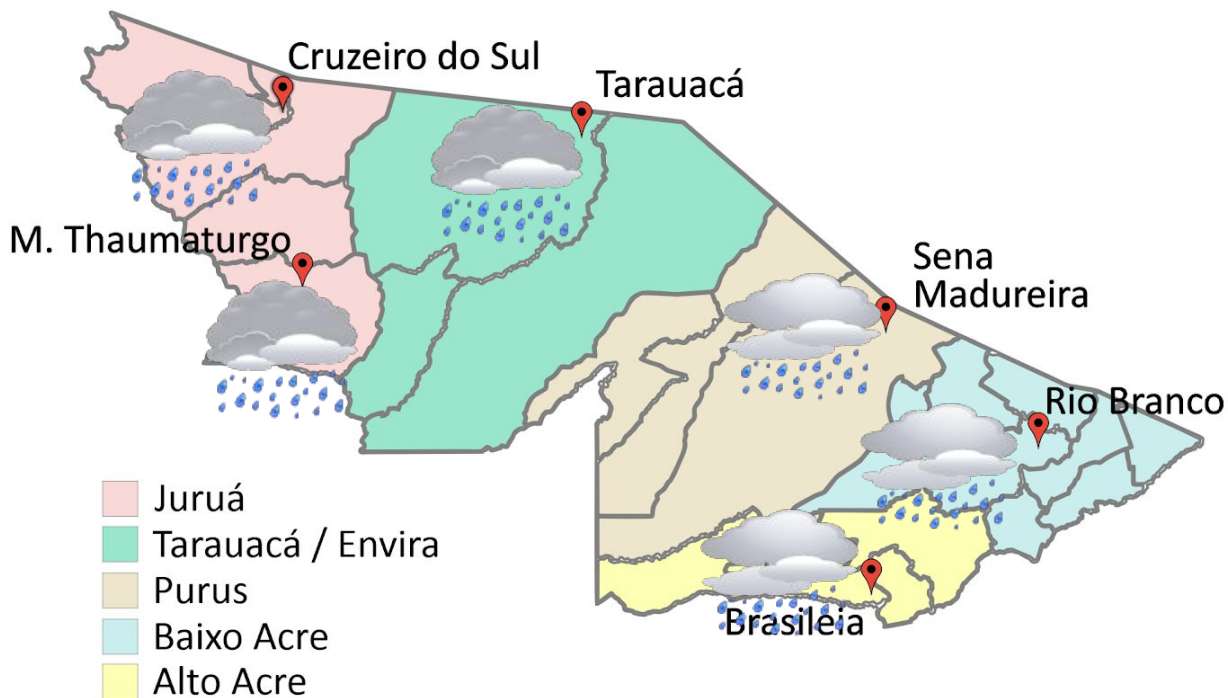 Cruzeiro do Sul
Tarauacá
M. Thaumaturgo
Sena
Madureira
Rio Branco
Brasileia
Juruá
Tarauacá / Envira
Purus
Baixo Acre
Alto Acre